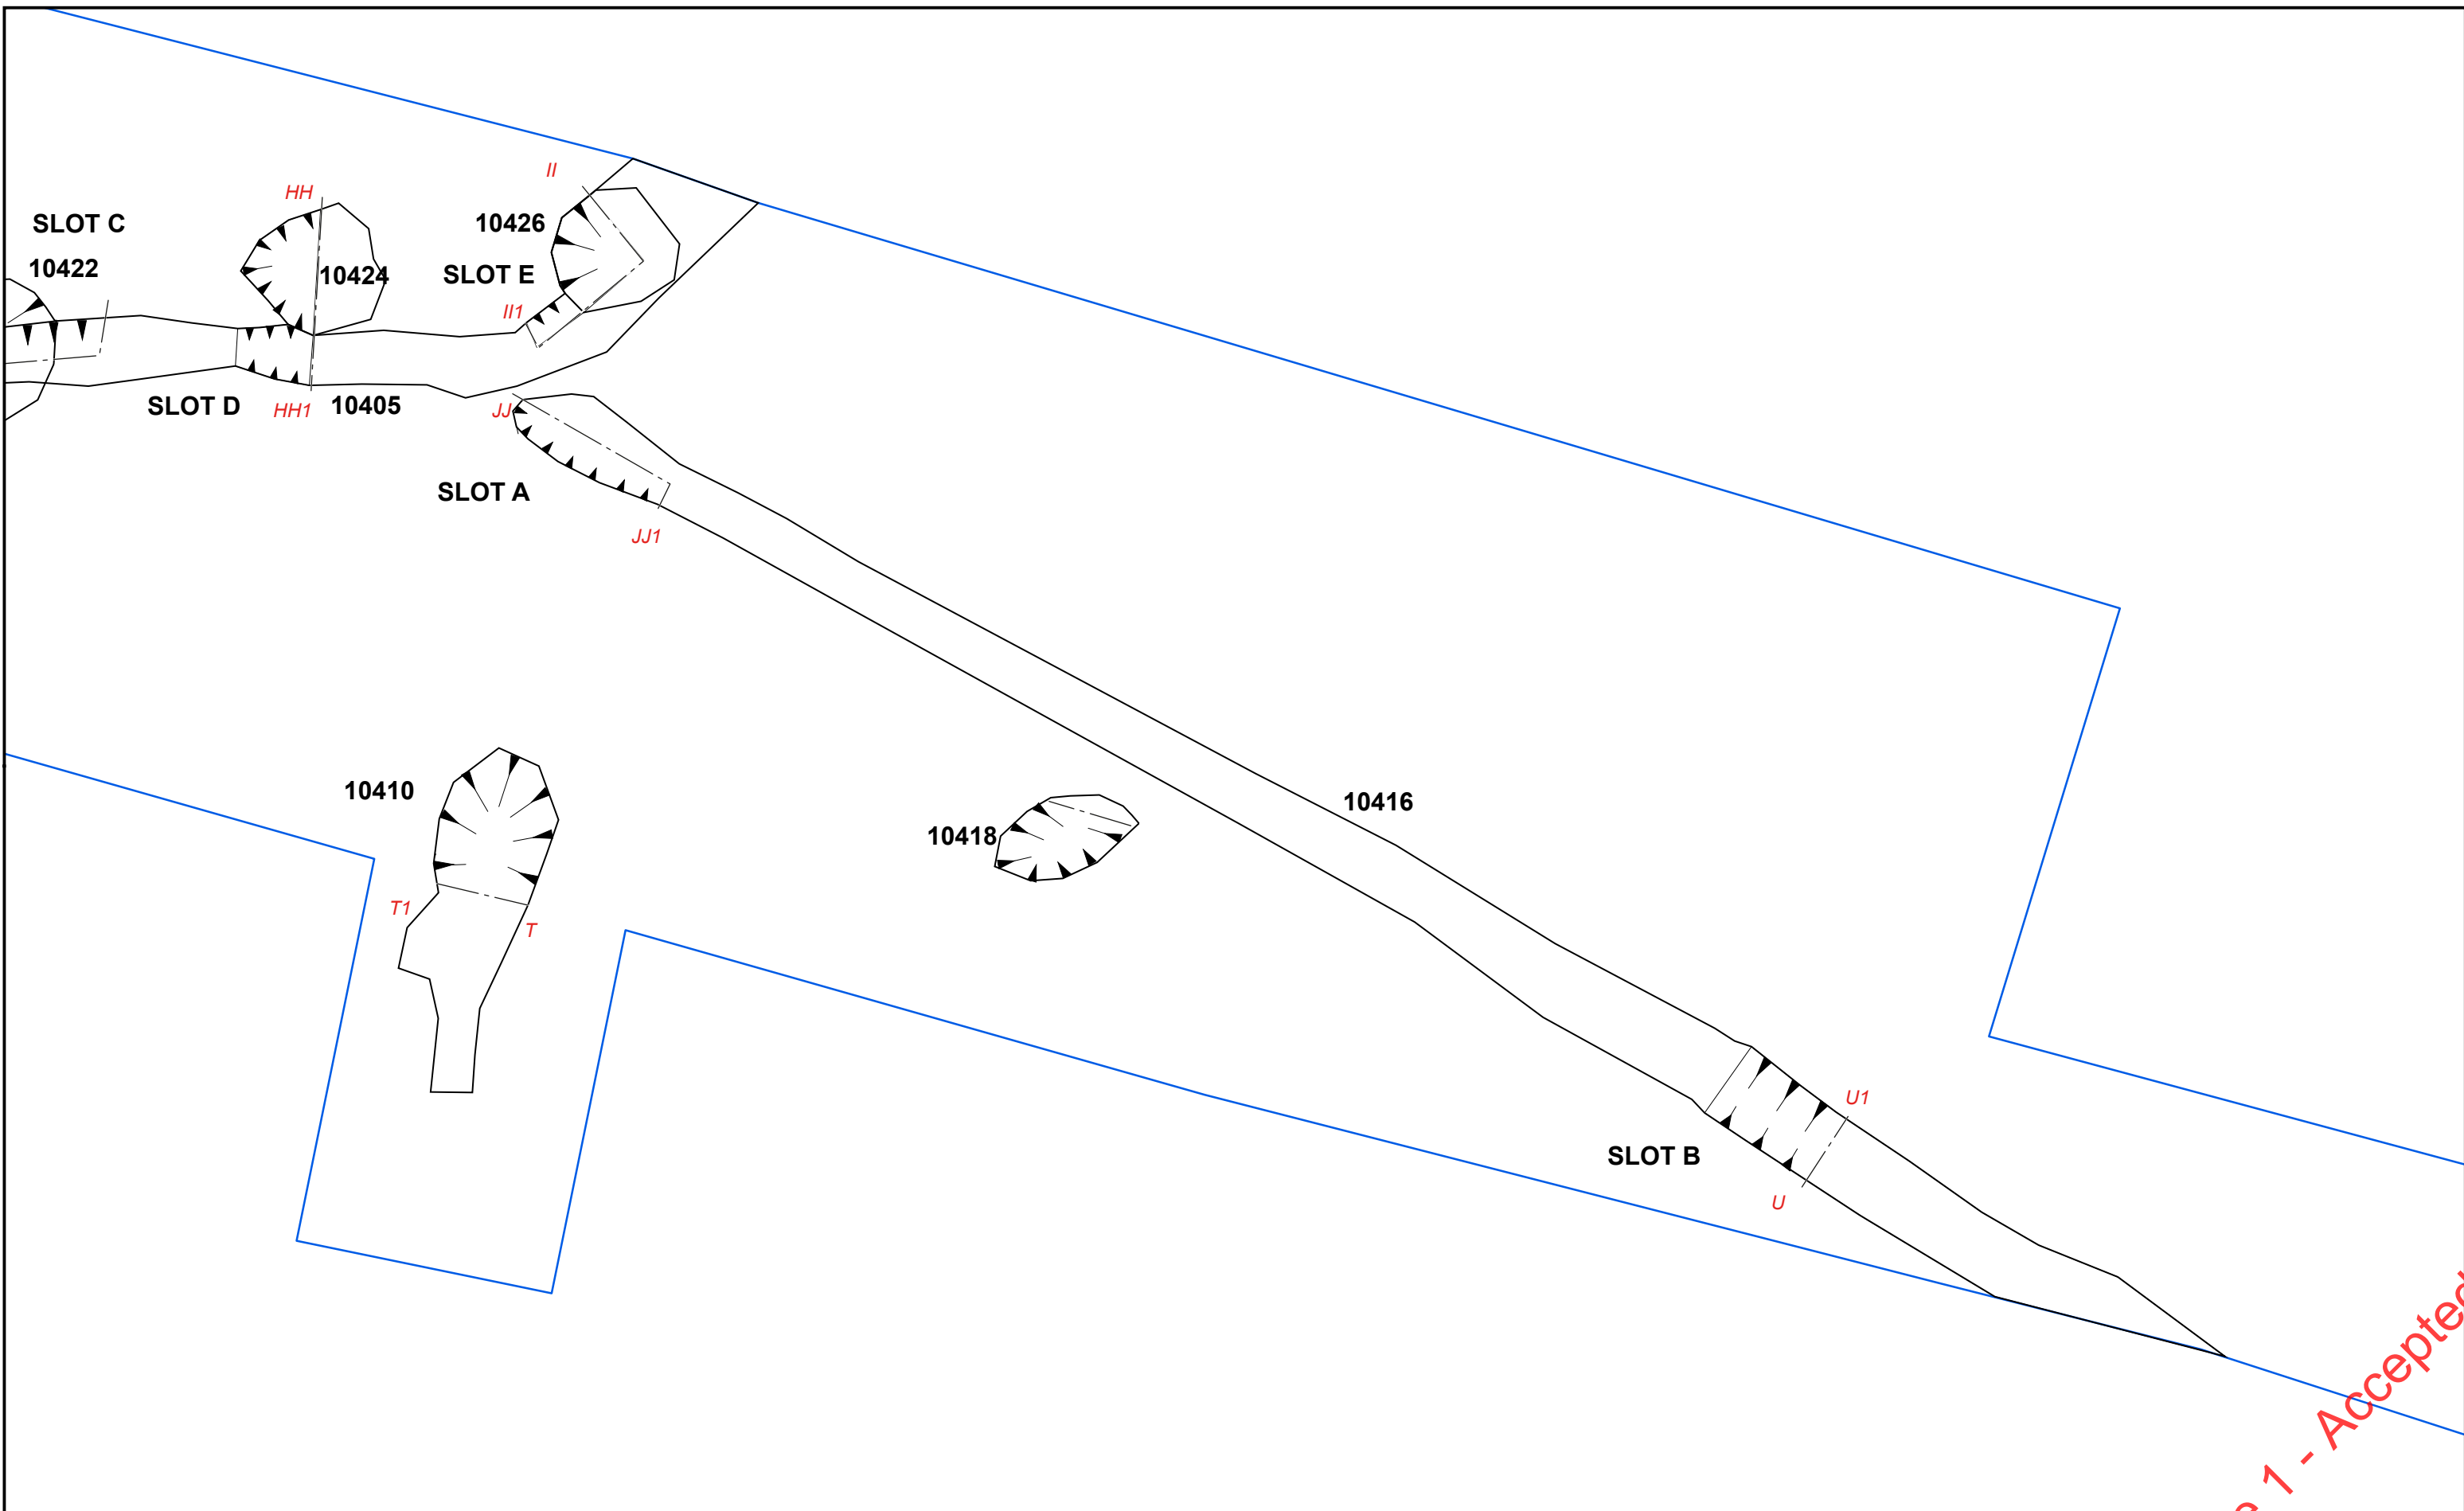 II
HH
SLOT C
10426
10422
10424
SLOT E
II1
SLOT D
HH1
10405
JJ
SLOT A
JJ1
10410
10416
10418
T1
T
U1
SLOT B
U
1 - Accepted